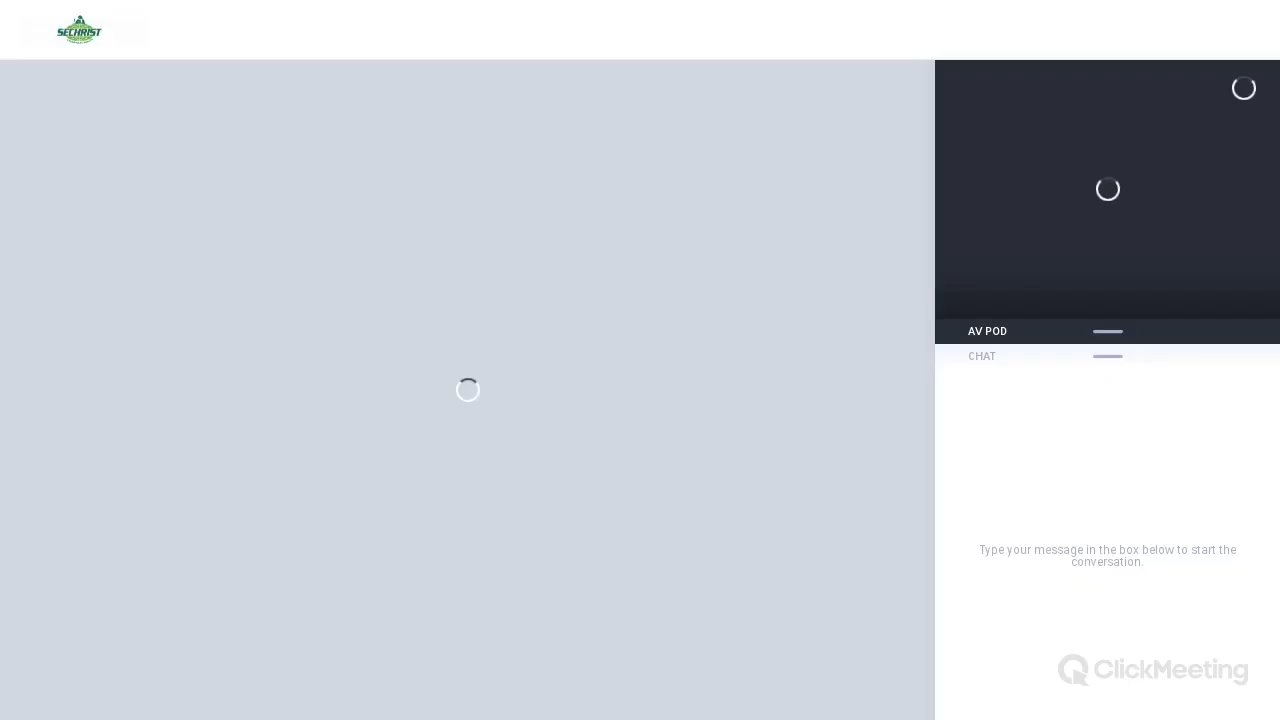 SECHRIST
AV POD
CHAT
Type your message in the box below to start the
conversation.
ClickMeeting